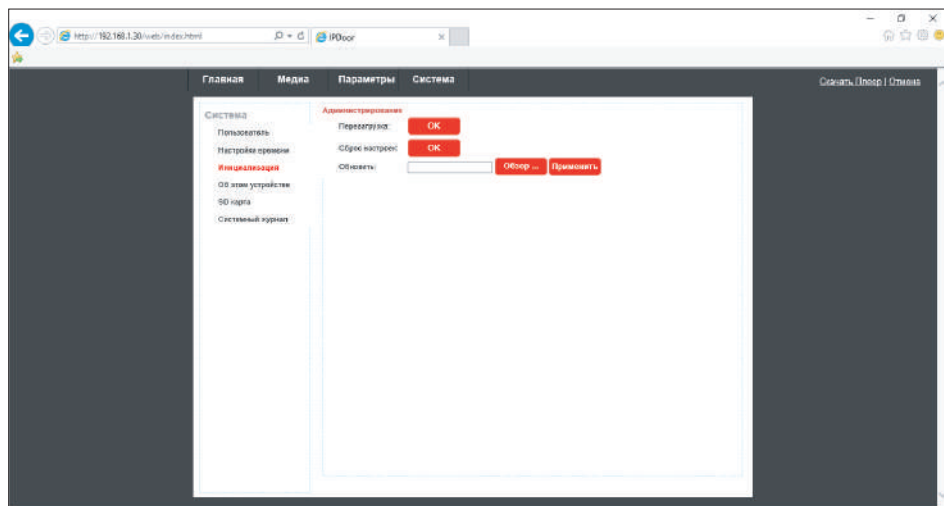 http://192.168.1.30/web/index.html
IPDoor
Главная Медиа Параметры Система
Скачать Плеер | Отмена
Система
Пользователь
Настройки времени
Инициализация
Об этом устройстве
SD карта
Системный журнал
Администрирование
Перезагрузка: OK
Сброс настроек: OK
Обновить: Обзор ... Применить